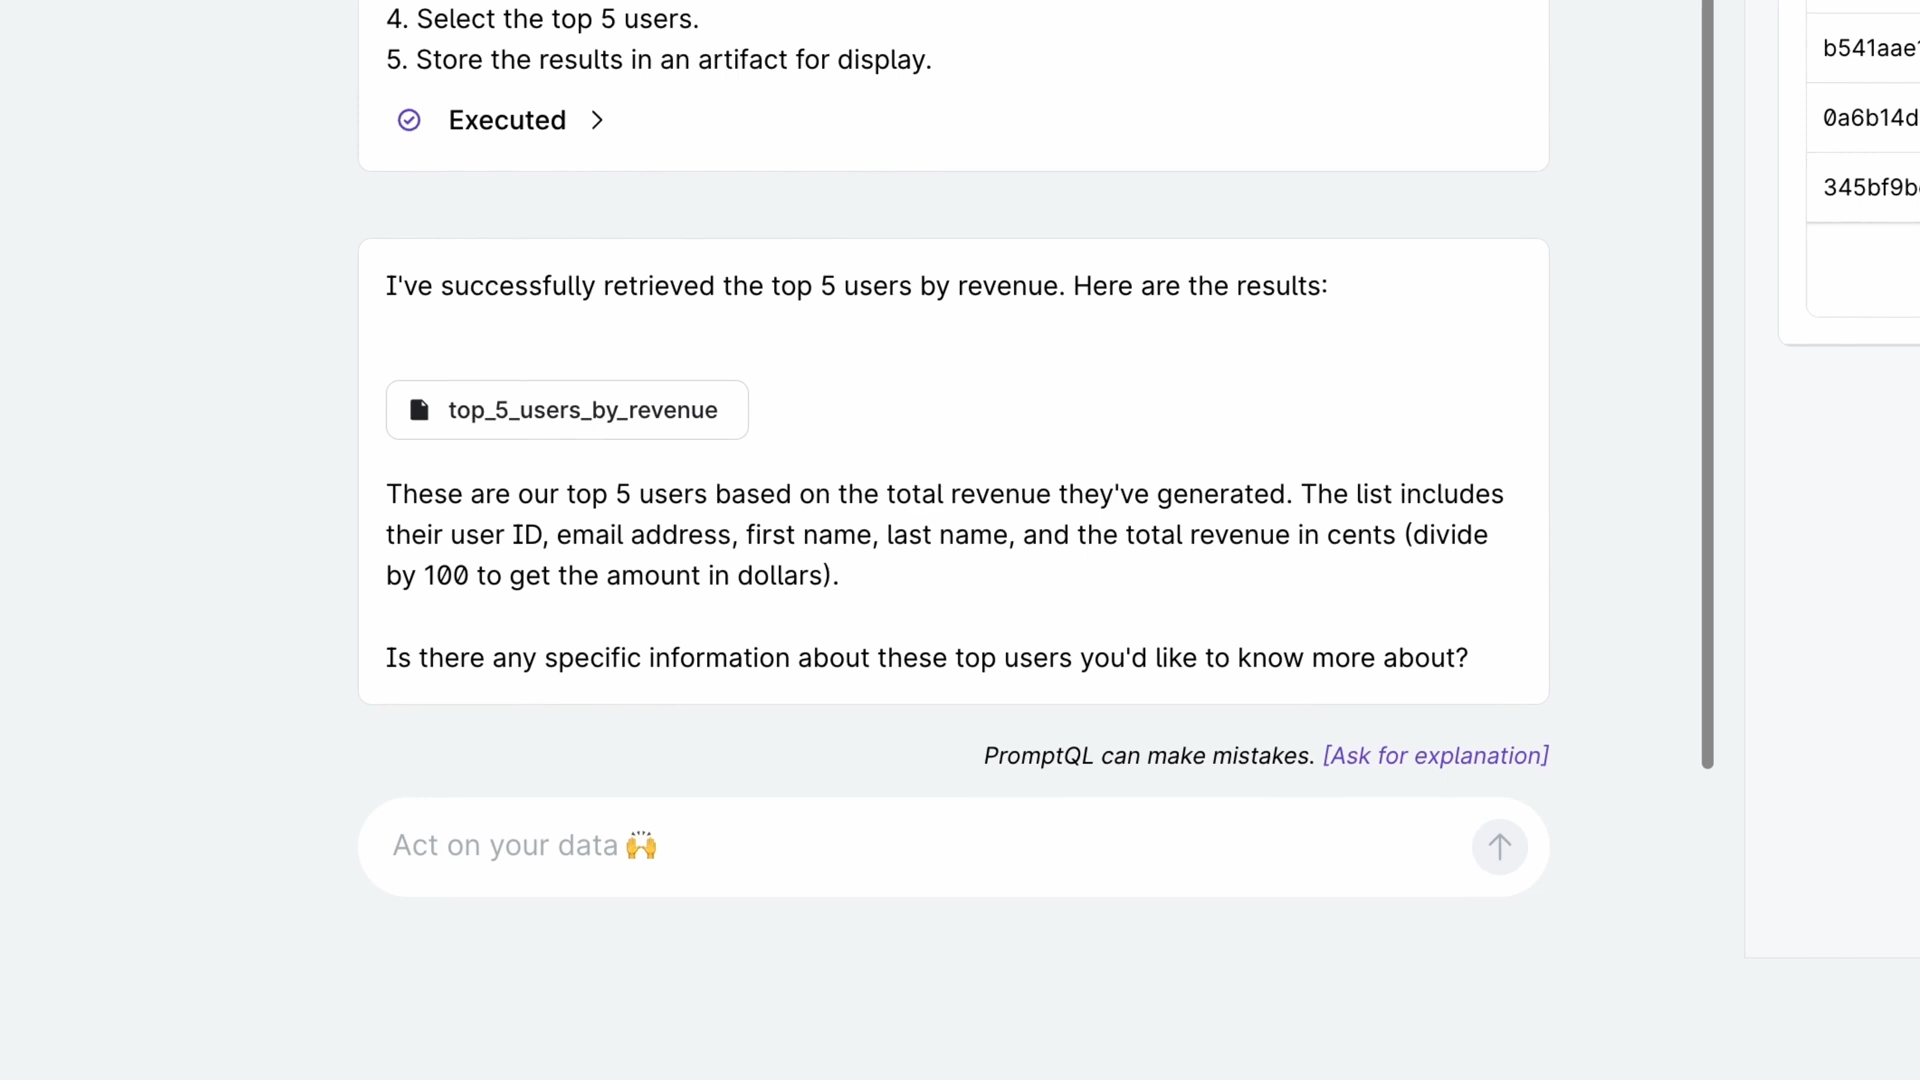 4. Select the top 5 users.
5. Store the results in an artifact for display.
Executed
I've successfully retrieved the top 5 users by revenue. Here are the results:
top_5_users_by_revenue
These are our top 5 users based on the total revenue they've generated. The list includes
their user ID, email address, first name, last name, and the total revenue in cents (divide
by 100 to get the amount in dollars).
Is there any specific information about these top users you'd like to know more about?
PromptQL can make mistakes. [Ask for explanation]
Act on your data 🙌
b541aae
0a6b14d
345bf9b